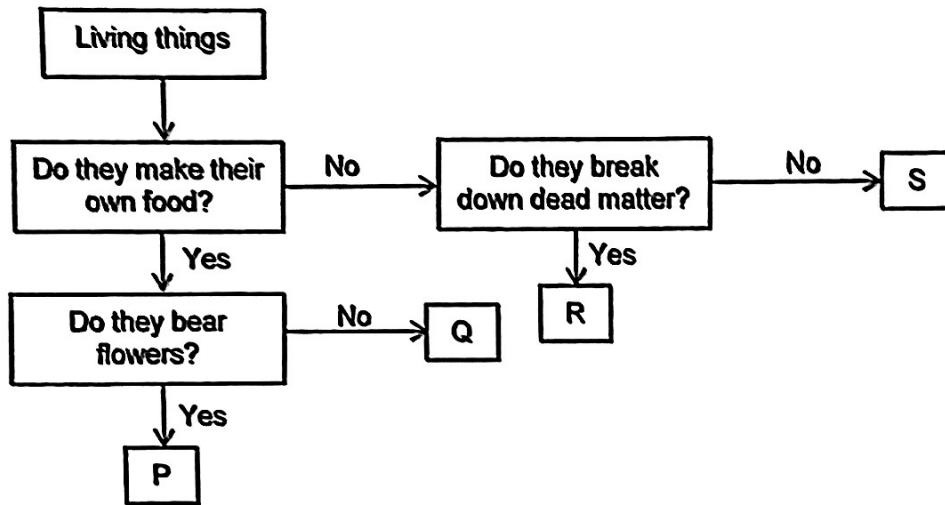 Living things
Do they make their
own food?
No
Do they break
down dead matter?
No
S
Yes
Yes
R
Do they bear
flowers?
No
Q
Yes
P